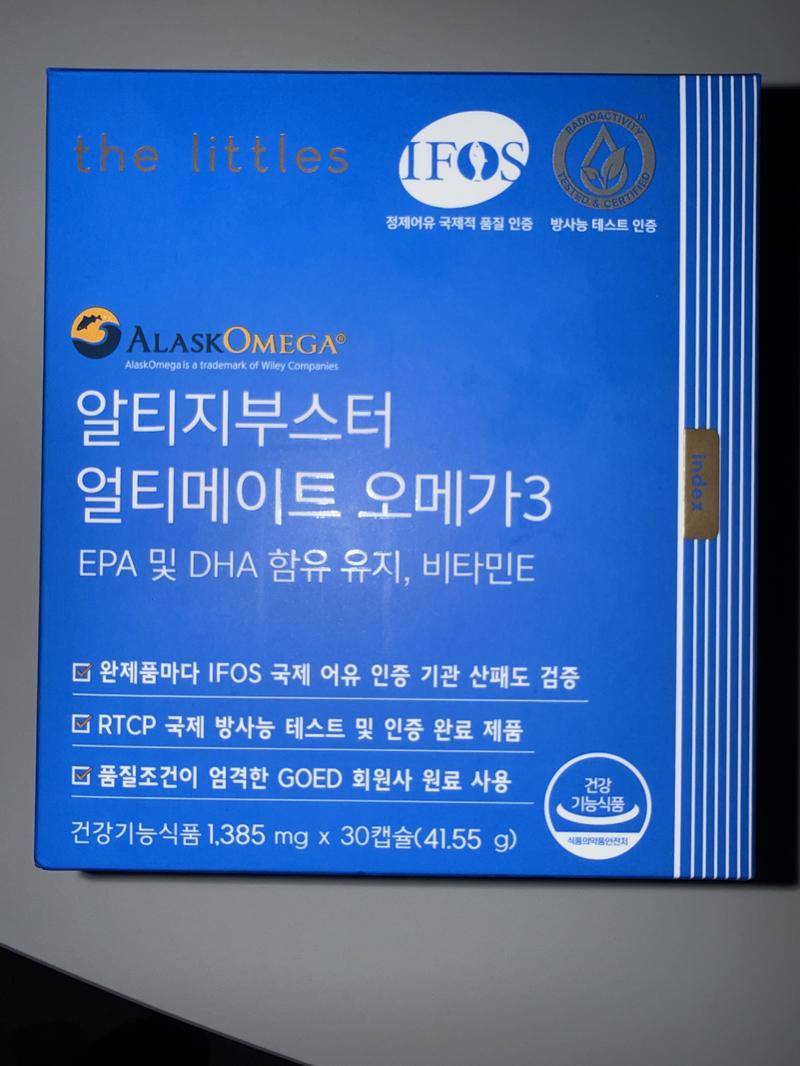 the littles
IFOS
정제어유 국제적 품질 인증
RADIOACTIVITY
TESTED & CERTIFIED
방사능 테스트 인증
ALASKOMEGA®
AlaskOmega is a trademark of Wiley Companies
알티지부스터
얼티메이트 오메가3
EPA 및 DHA 함유 유지, 비타민E
index
완제품마다 IFOS 국제 어유 인증 기관 산패도 검증
RTCP 국제 방사능 테스트 및 인증 완료 제품
품질조건이 엄격한 GOED 회원사 원료 사용
건강기능식품 1,385 mg x 30캡슐(41.55 g)
건강
기능식품
식품의약품안전처